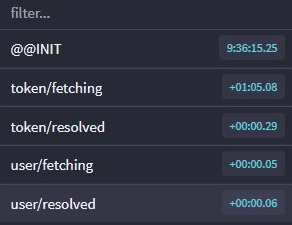 filter...
@@INIT 9:36:15.25
token/fetching +01:05.08
token/resolved +00:00.29
user/fetching +00:00.05
user/resolved +00:00.06